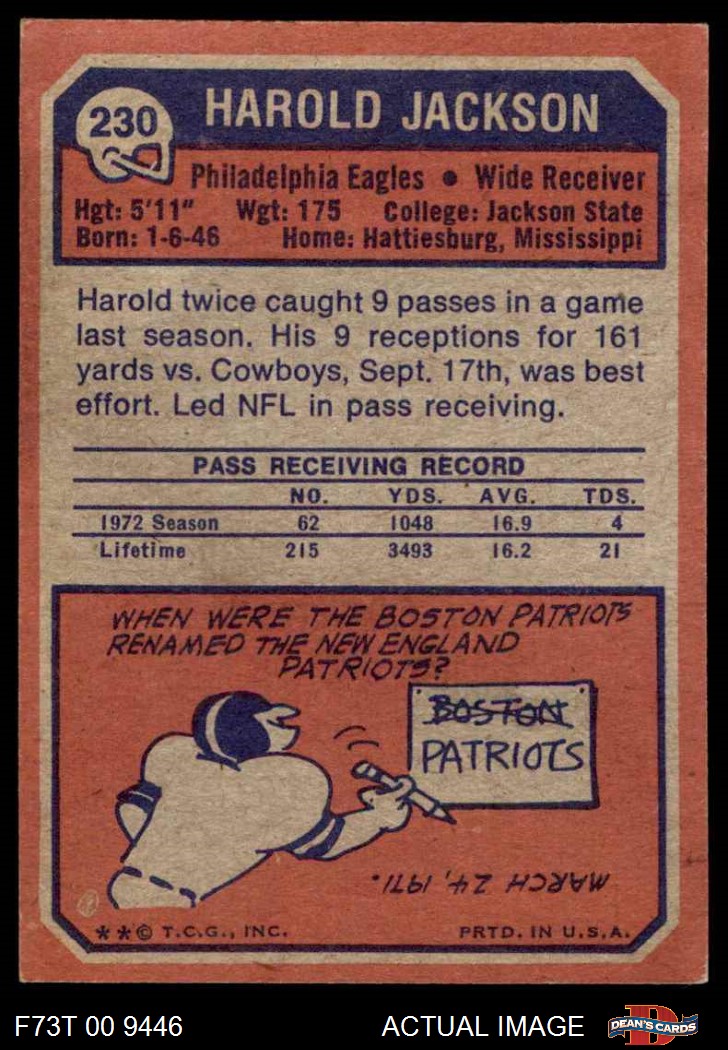 230
HAROLD JACKSON
Philadelphia Eagles • Wide Receiver
Hgt: 5'11" Wgt: 175 College: Jackson State
Born: 1-6-46 Home: Hattiesburg, Mississippi
Harold twice caught 9 passes in a game
last season. His 9 receptions for 161
yards vs. Cowboys, Sept. 17th, was best
effort. Led NFL in pass receiving.
PASS RECEIVING RECORD
NO. YDS. AVG. TDS.
1972 Season 62 1048 16.9 4
Lifetime 215 3493 16.2 21
WHEN WERE THE BOSTON PATRIOTS
RENAMED THE NEW ENGLAND
PATRIOTS?
BOSTON
PATRIOTS
MARCH 24, 1971.
**© T.C.G., INC. PRTD. IN U.S.A.
F73T 00 9446 ACTUAL IMAGE DEAN'S CARDS